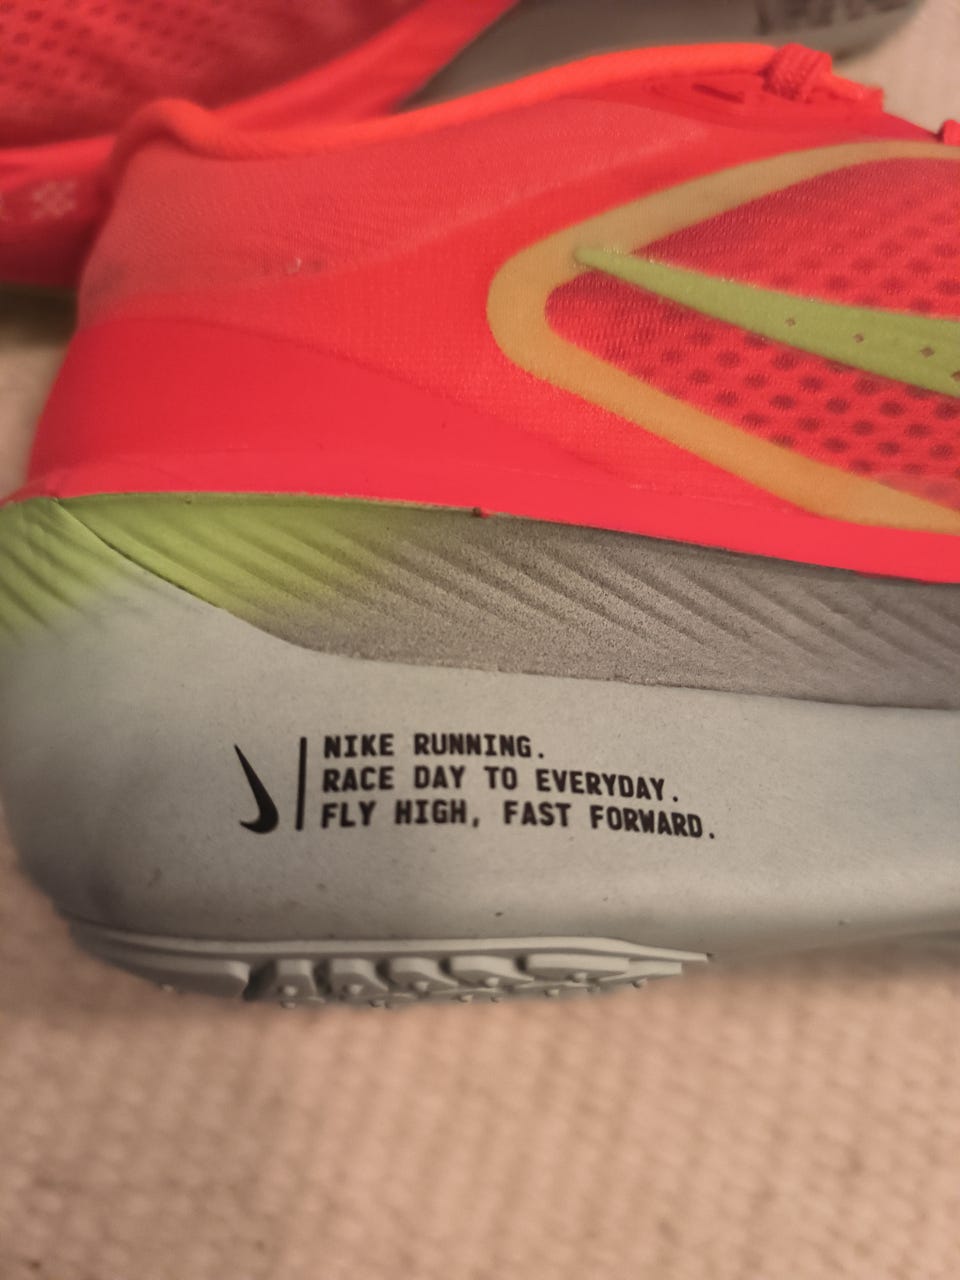 NIKE RUNNING.
RACE DAY TO EVERYDAY.
FLY HIGH, FAST FORWARD.